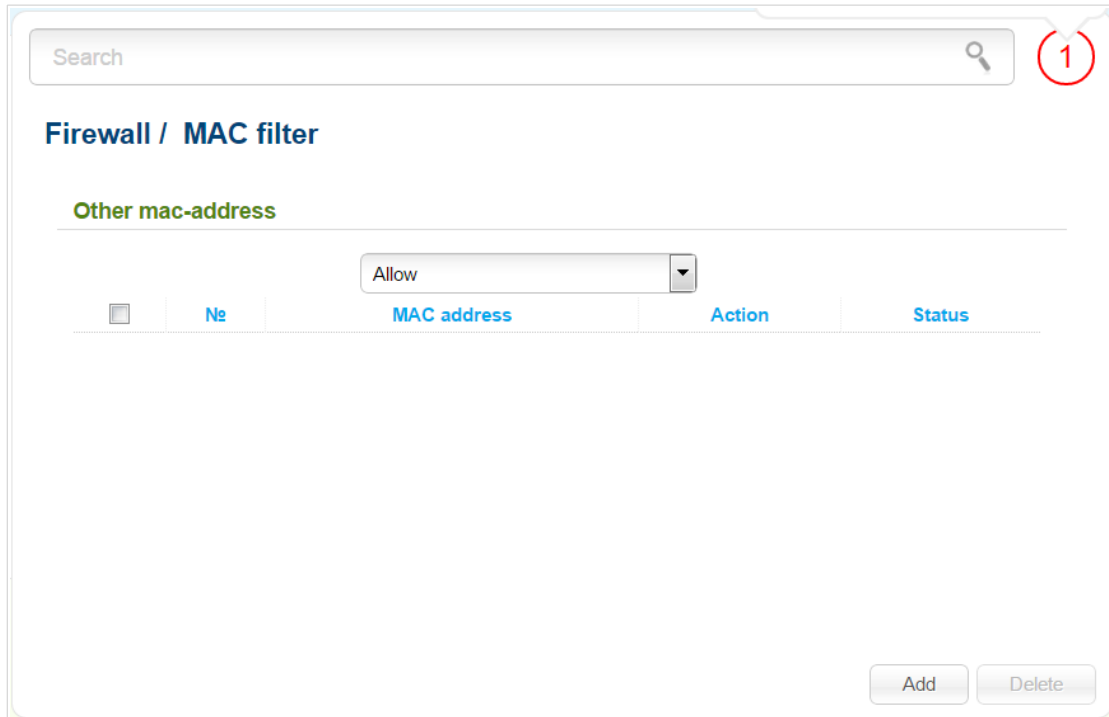 Search
1
Firewall / MAC filter
Other mac-address
Allow
№ MAC address Action Status
Add Delete